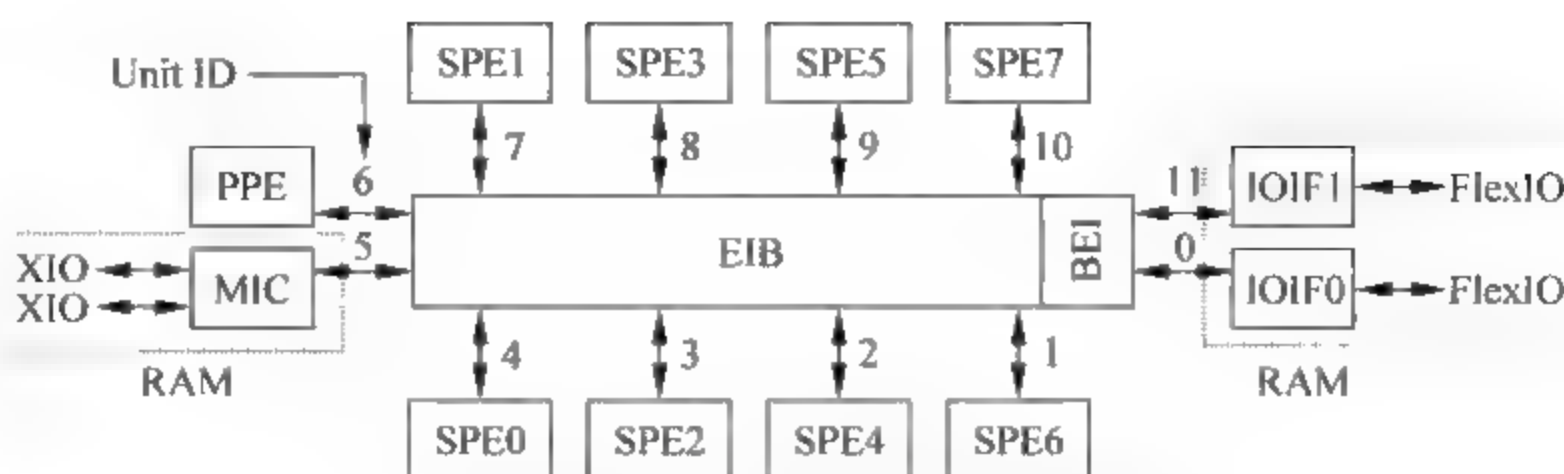 SPE1 SPE3 SPE5 SPE7
Unit ID
7 8 9 10
PPE 6 11 IOIF1 FlexIO
EIB BEI
XIO MIC 5 0 IOIF0 FlexIO
XIO
4 3 2 1
RAM RAM
SPE0 SPE2 SPE4 SPE6